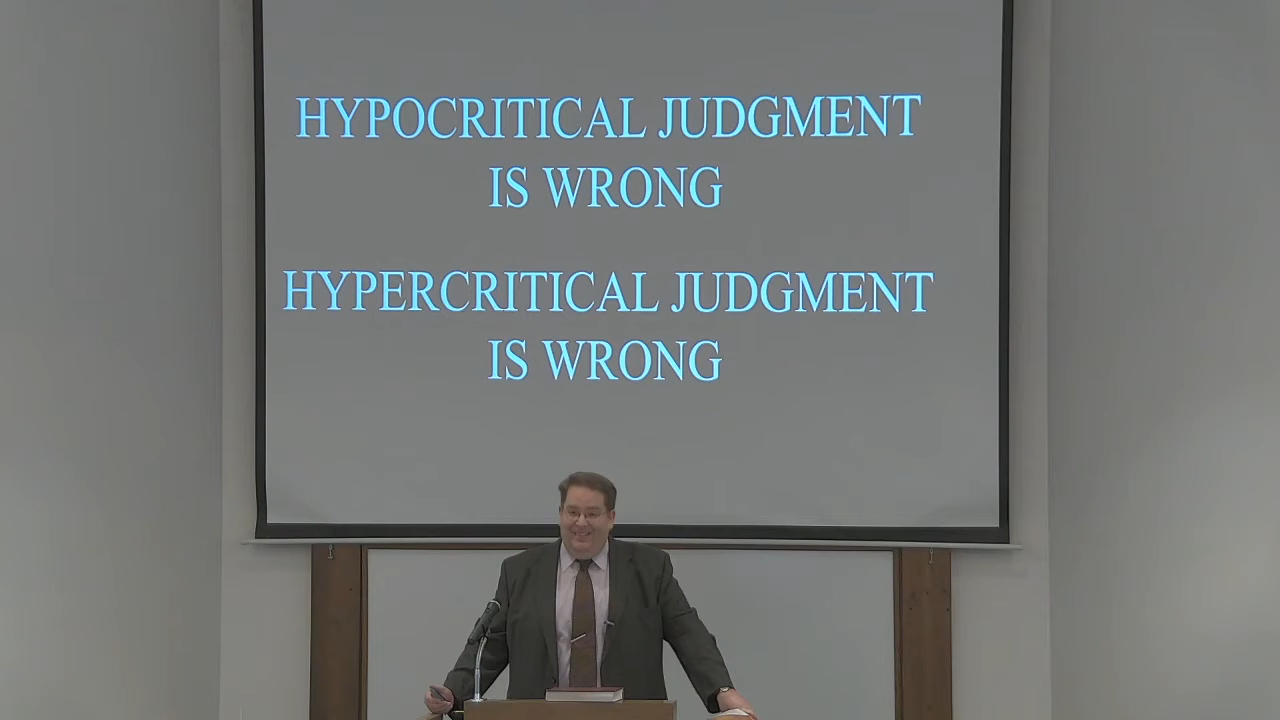 HYPOCRITICAL JUDGMENT
IS WRONG
HYPERCRITICAL JUDGMENT
IS WRONG